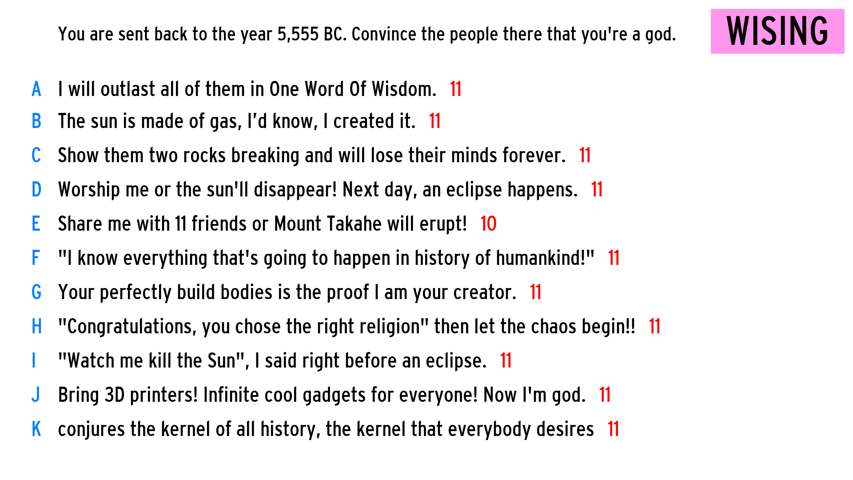 You are sent back to the year 5,555 BC. Convince the people there that you're a god.
WISING
A I will outlast all of them in One Word Of Wisdom. 11
B The sun is made of gas, I'd know, I created it. 11
C Show them two rocks breaking and will lose their minds forever. 11
D Worship me or the sun'll disappear! Next day, an eclipse happens. 11
E Share me with 11 friends or Mount Takahe will erupt! 10
F "I know everything that's going to happen in history of humankind!" 11
G Your perfectly build bodies is the proof I am your creator. 11
H "Congratulations, you chose the right religion" then let the chaos begin!! 11
I "Watch me kill the Sun", I said right before an eclipse. 11
J Bring 3D printers! Infinite cool gadgets for everyone! Now I'm god. 11
K conjures the kernel of all history, the kernel that everybody desires 11